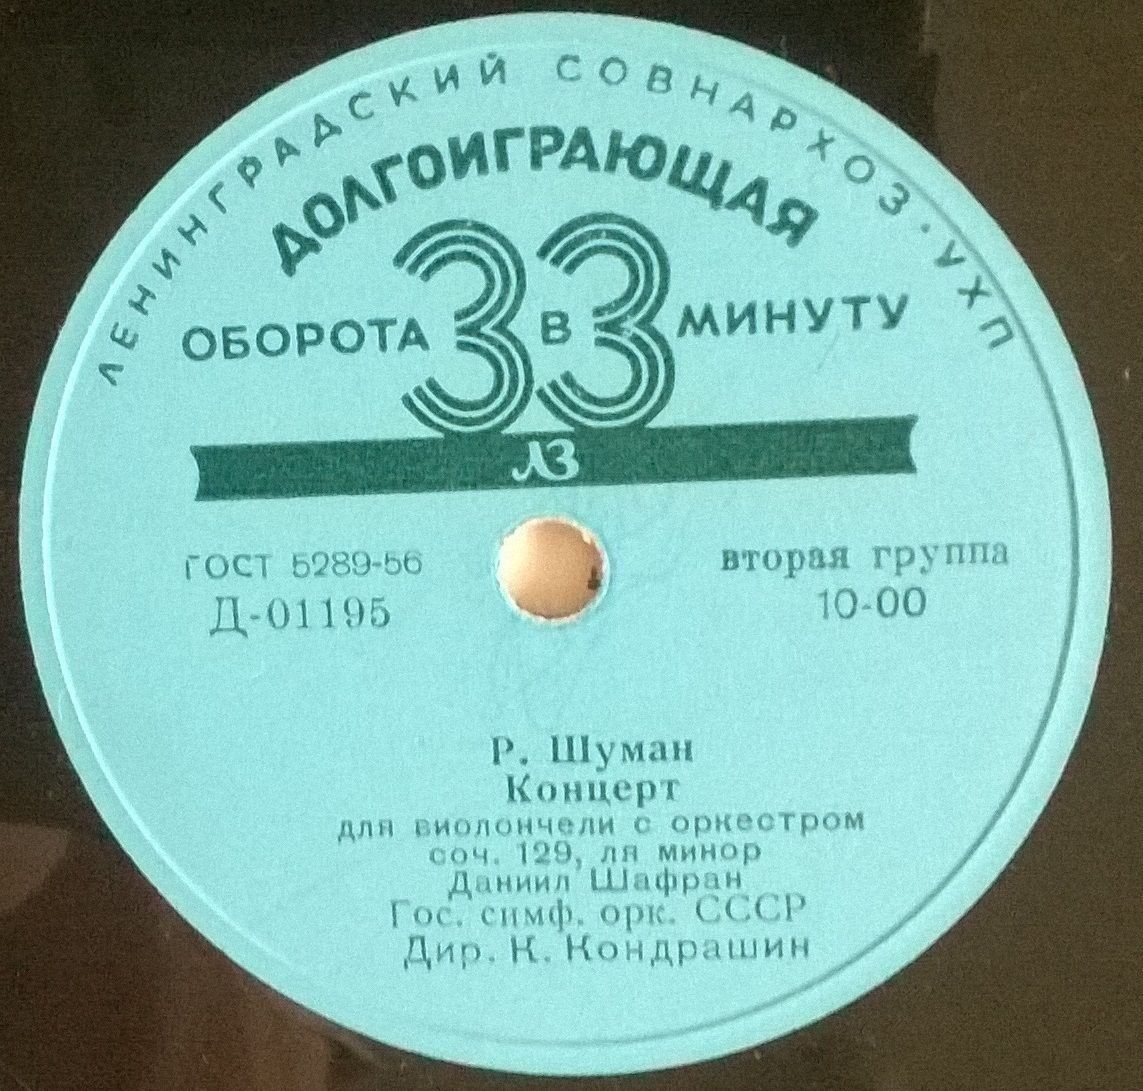 ЛЕНИНГРАДСКИЙ СОВНАРХОЗ · УХП
ДОЛГОИГРАЮЩАЯ
ОБОРОТА 33 В МИНУТУ
ЛЗ
ГОСТ 5289-56
Д-01195
вторая группа
10-00
Р. Шуман
Концерт
для виолончели с оркестром
соч. 129, ля минор
Даниил Шафран
Гос. симф. орк. СССР
Дир. К. Кондрашин